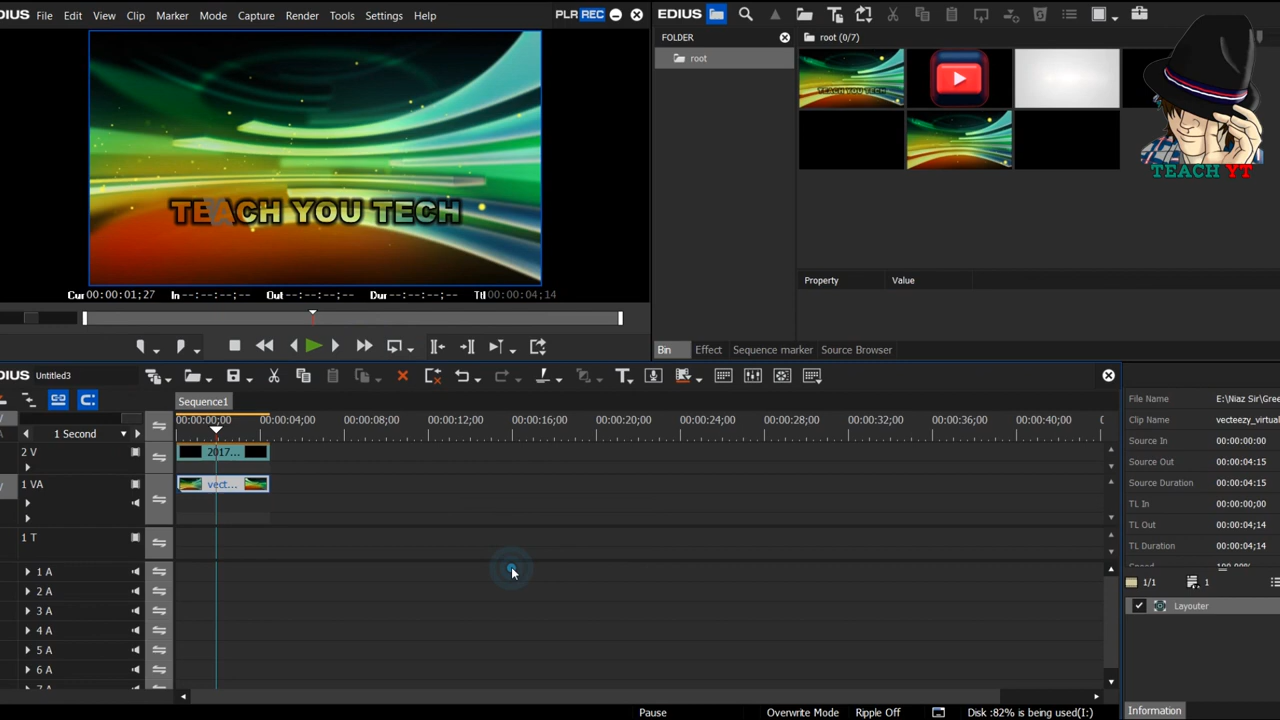 EDIUS File Edit View Clip Marker Mode Capture Render Tools Settings Help PLR REC
TEACH YOU TECH
Cur 00:00:01;27 In --:--:--;-- Out --:--:--;-- Dur --:--:--;-- Ttl 00:00:04;14
EDIUS
FOLDER
root (0/7)
root
TEACH YOU TECH
TEACH YT
Property Value
Bin Effect Sequence marker Source Browser
EDIUS Untitled3
Sequence1
00:00:00;00 00:00:04;00 00:00:08;00 00:00:12;00 00:00:16;00 00:00:20;00 00:00:24;00 00:00:28;00 00:00:32;00 00:00:36;00 00:00:40;00
1 Second
2 V
2017...
1 VA
vect...
1 T
1 A
2 A
3 A
4 A
5 A
6 A
7 A
File Name E:\Niaz Sir\Gree
Clip Name vecteezy_virtual
Source In 00:00:00;00
Source Out 00:00:04;15
Source Duration 00:00:04;15
TL In 00:00:00;00
TL Out 00:00:04;14
TL Duration 00:00:04;14
Speed 100.00%
1/1 1
Layouter
Information
Pause Overwrite Mode Ripple Off Disk :82% is being used(I:)